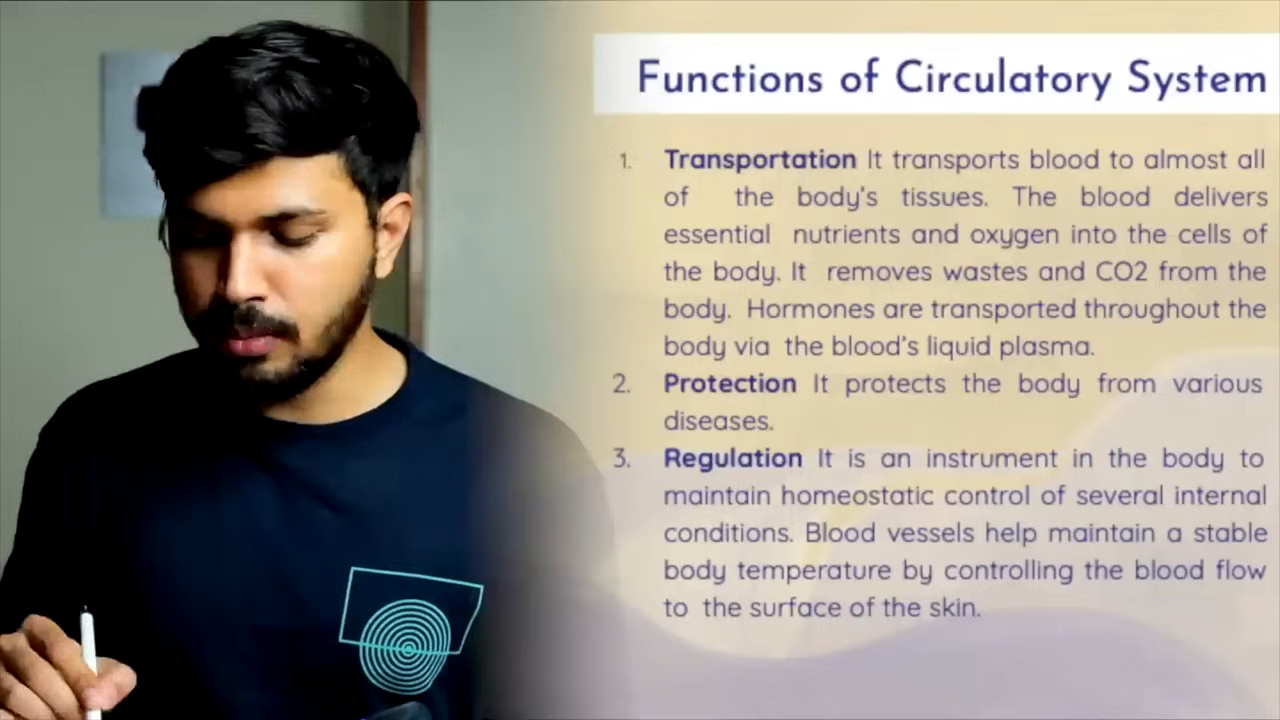 Functions of Circulatory System
1. Transportation It transports blood to almost all
of the body's tissues. The blood delivers
essential nutrients and oxygen into the cells of
the body. It removes wastes and CO2 from the
body. Hormones are transported throughout the
body via the blood's liquid plasma.
2. Protection It protects the body from various
diseases.
3. Regulation It is an instrument in the body to
maintain homeostatic control of several internal
conditions. Blood vessels help maintain a stable
body temperature by controlling the blood flow
to the surface of the skin.